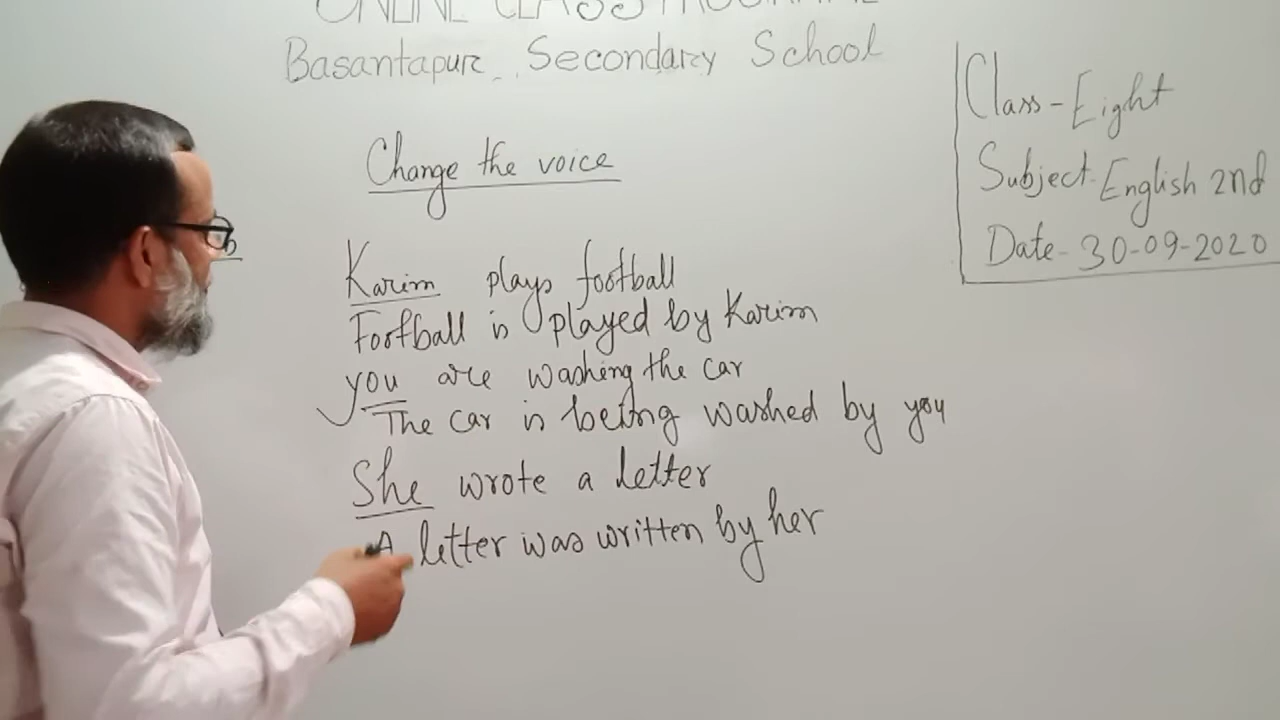 ONLINE CLASS PROGRAMME
Basantapur Secondary School
Class-Eight
Subject-English 2nd
Date-30-09-2020
Change the voice
Karim plays football
Football is played by Karim
you are washing the car
The car is being washed by you
She wrote a letter
A letter was written by her